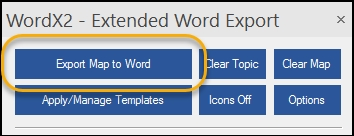 WordX2 - Extended Word Export
Export Map to Word Clear Topic Clear Map
Apply/Manage Templates Icons Off Options